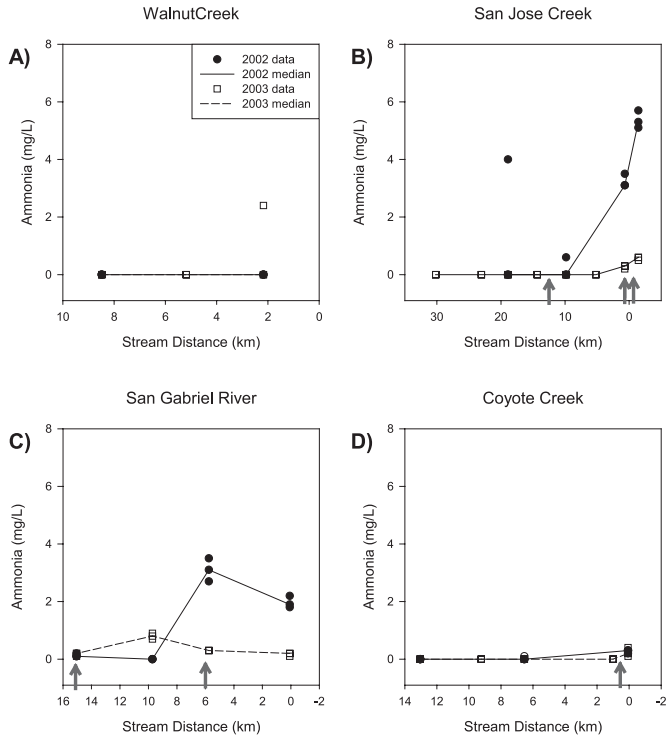 WalnutCreek
San Jose Creek
A)
B)
2002 data
2002 median
2003 data
2003 median
Ammonia (mg/L)
8
6
4
2
0
10 8 6 4 2 0
Stream Distance (km)
Ammonia (mg/L)
8
6
4
2
0
30 20 10 0
Stream Distance (km)
San Gabriel River
Coyote Creek
C)
D)
Ammonia (mg/L)
8
6
4
2
0
16 14 12 10 8 6 4 2 0 -2
Stream Distance (km)
Ammonia (mg/L)
8
6
4
2
0
14 12 10 8 6 4 2 0 -2
Stream Distance (km)